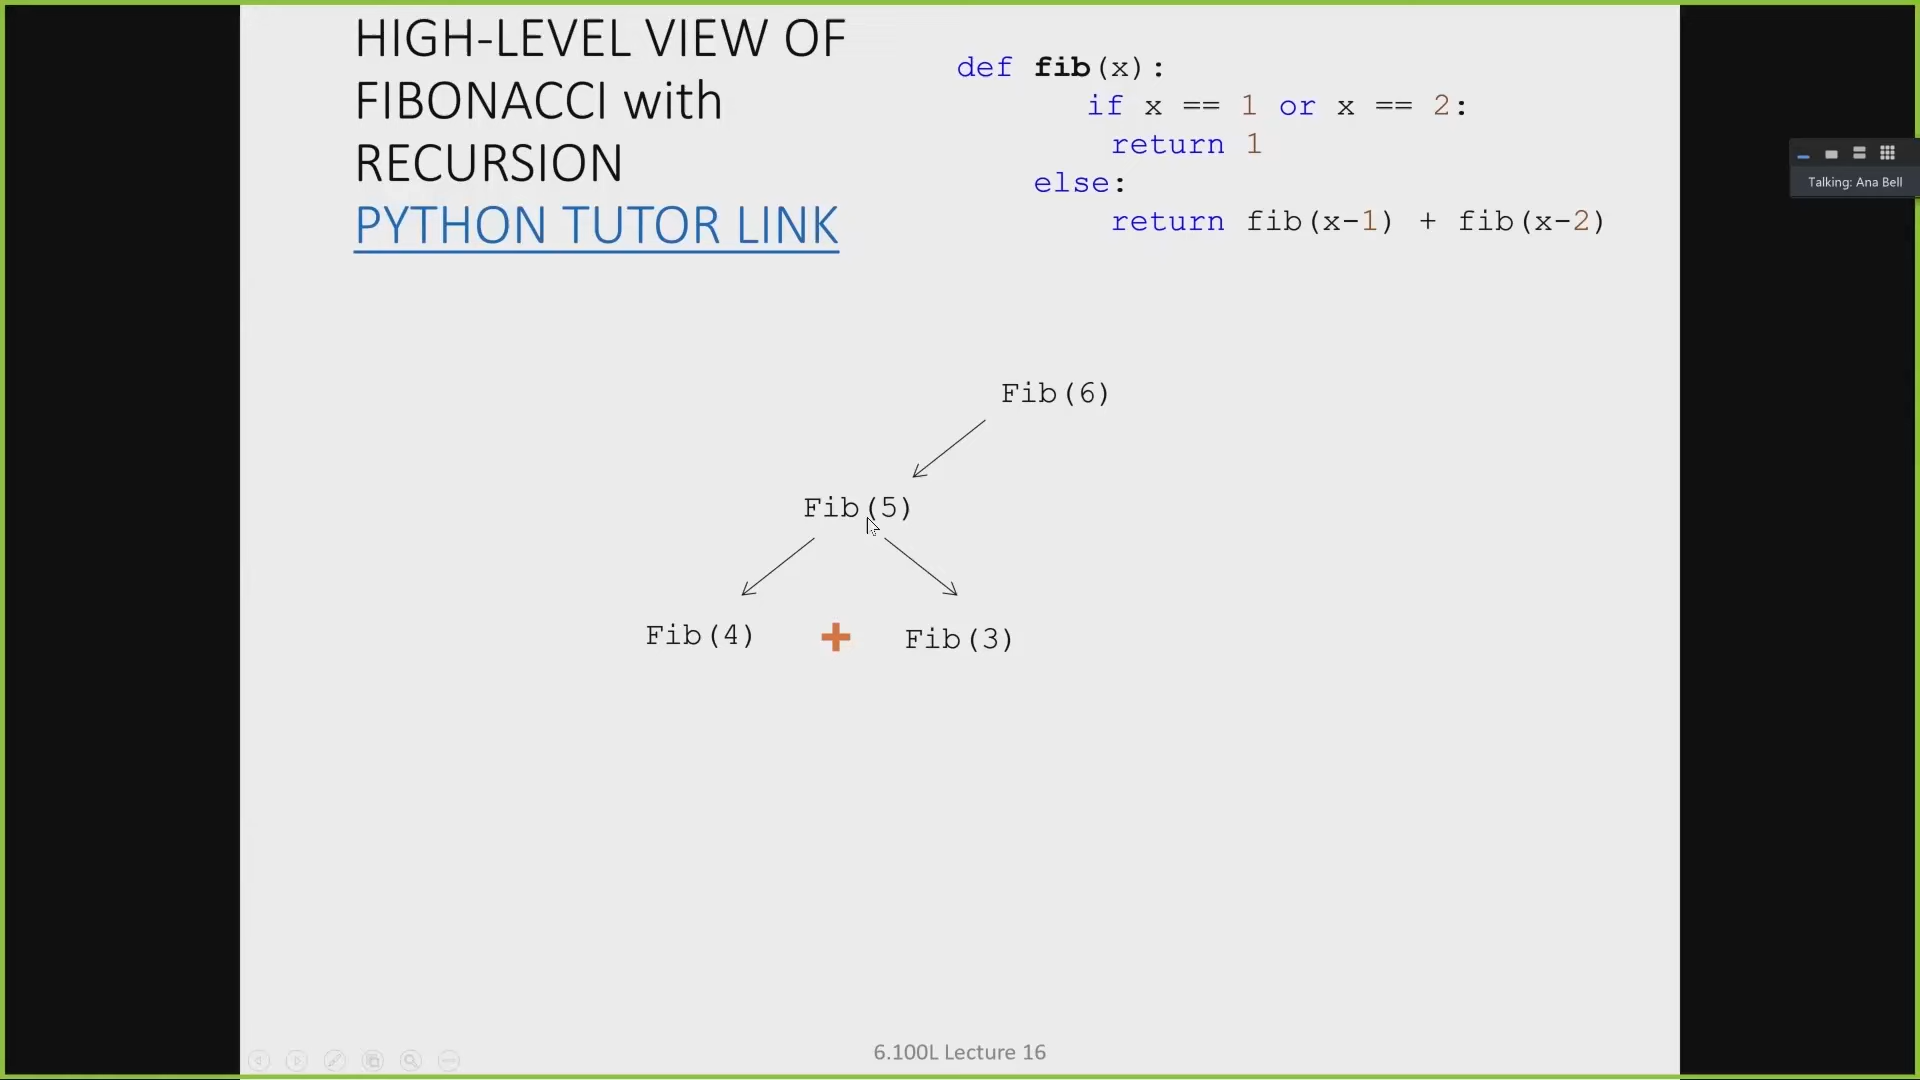 HIGH-LEVEL VIEW OF
FIBONACCI with
RECURSION
PYTHON TUTOR LINK
def fib(x):
if x == 1 or x == 2:
return 1
else:
return fib(x-1) + fib(x-2)
Talking: Ana Bell
Fib(6)
Fib(5)
Fib(4) + Fib(3)
6.100L Lecture 16